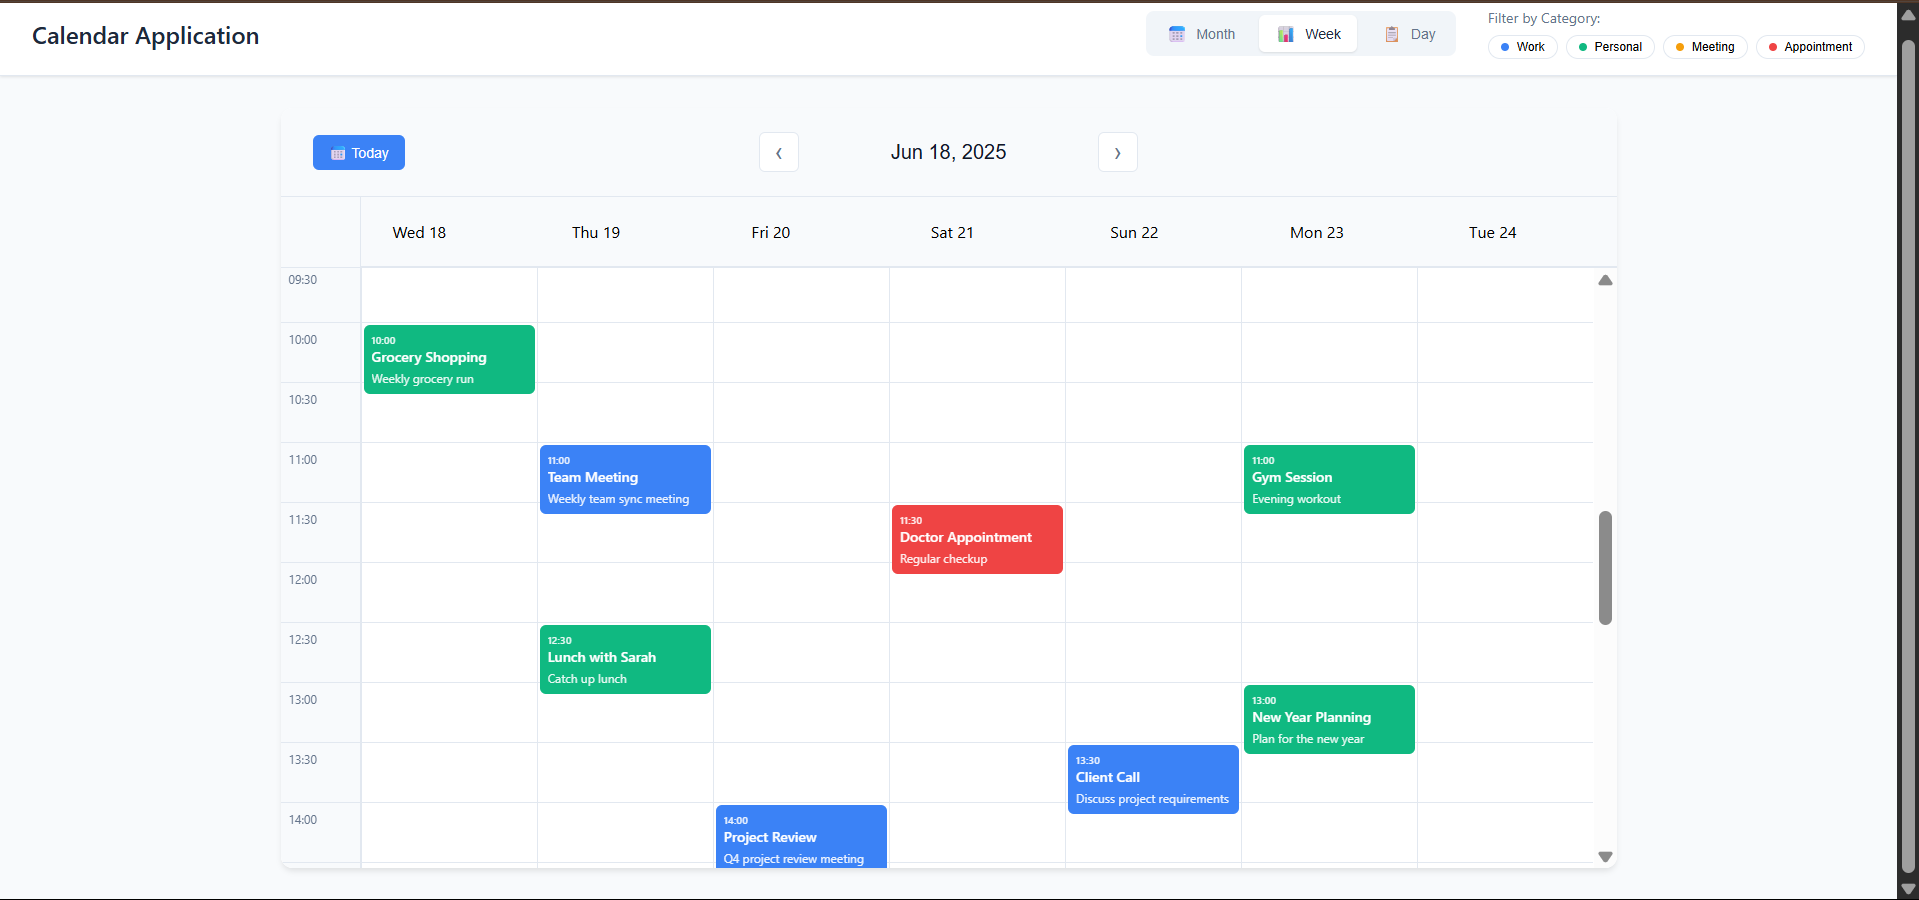 Calendar Application
Month
Week
Day
Filter by Category:
Work
Personal
Meeting
Appointment
Today
‹
Jun 18, 2025
›
Wed 18
Thu 19
Fri 20
Sat 21
Sun 22
Mon 23
Tue 24
09:30
10:00
10:00
Grocery Shopping
Weekly grocery run
10:30
11:00
11:00
Team Meeting
Weekly team sync meeting
11:00
Gym Session
Evening workout
11:30
11:30
Doctor Appointment
Regular checkup
12:00
12:30
12:30
Lunch with Sarah
Catch up lunch
13:00
13:00
New Year Planning
Plan for the new year
13:30
13:30
Client Call
Discuss project requirements
14:00
14:00
Project Review
Q4 project review meeting